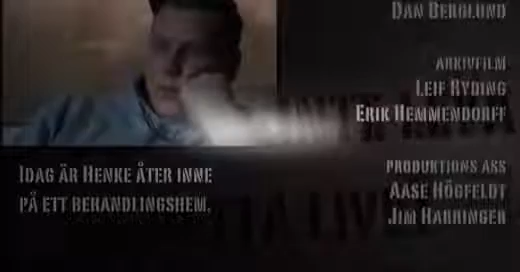 Dan Berglund
Arkivfilm
Leif Ryding
Erik Hemmendorff
Idag är Henke åter inne
på ett behandlingshem.
Produktions ass
Aase Högfeldt
Jim Harringer